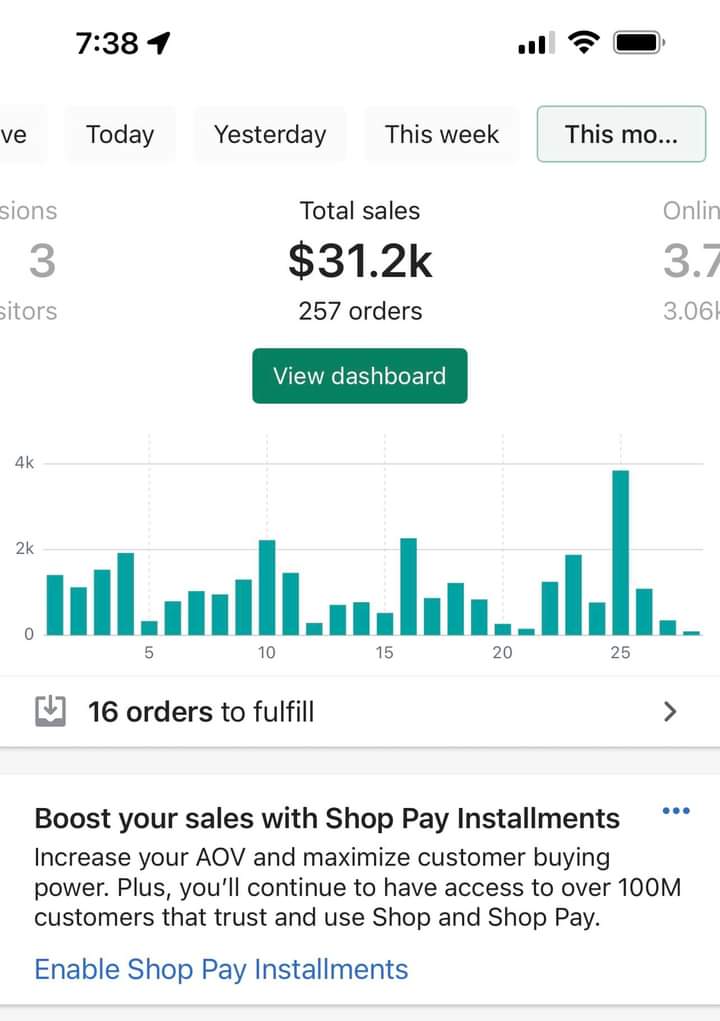 7:38
ve Today Yesterday This week This mo...
sions Total sales Onlin
3 $31.2k 3.7
sitors 257 orders 3.06k
View dashboard
4k
2k
0
5 10 15 20 25
16 orders to fulfill
Boost your sales with Shop Pay Installments
Increase your AOV and maximize customer buying
power. Plus, you'll continue to have access to over 100M
customers that trust and use Shop and Shop Pay.
Enable Shop Pay Installments